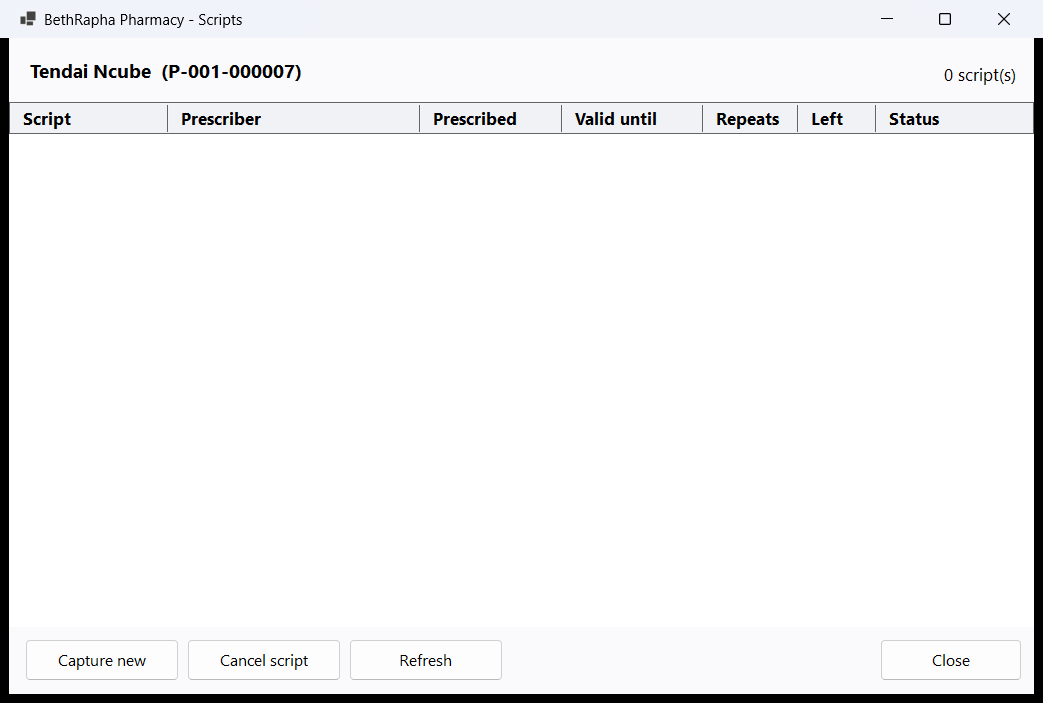 BethRapha Pharmacy - Scripts
Tendai Ncube (P-001-000007)
0 script(s)
Script Prescriber Prescribed Valid until Repeats Left Status
Capture new Cancel script Refresh Close